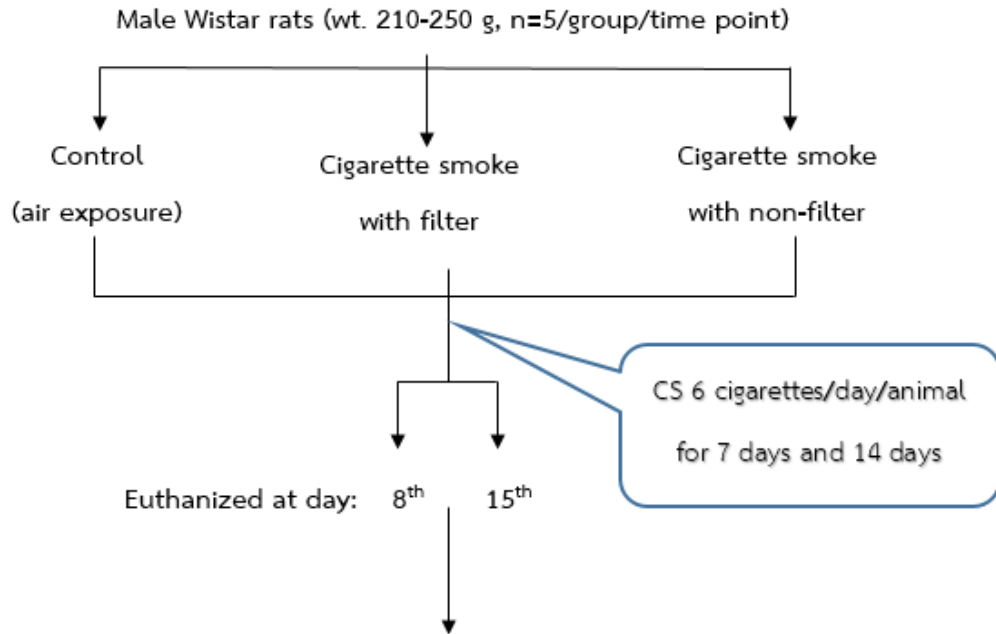 Male Wistar rats (wt. 210-250 g, n=5/group/time point)
Control
(air exposure)
Cigarette smoke
with filter
Cigarette smoke
with non-filter
CS 6 cigarettes/day/animal
for 7 days and 14 days
Euthanized at day: 8th 15th